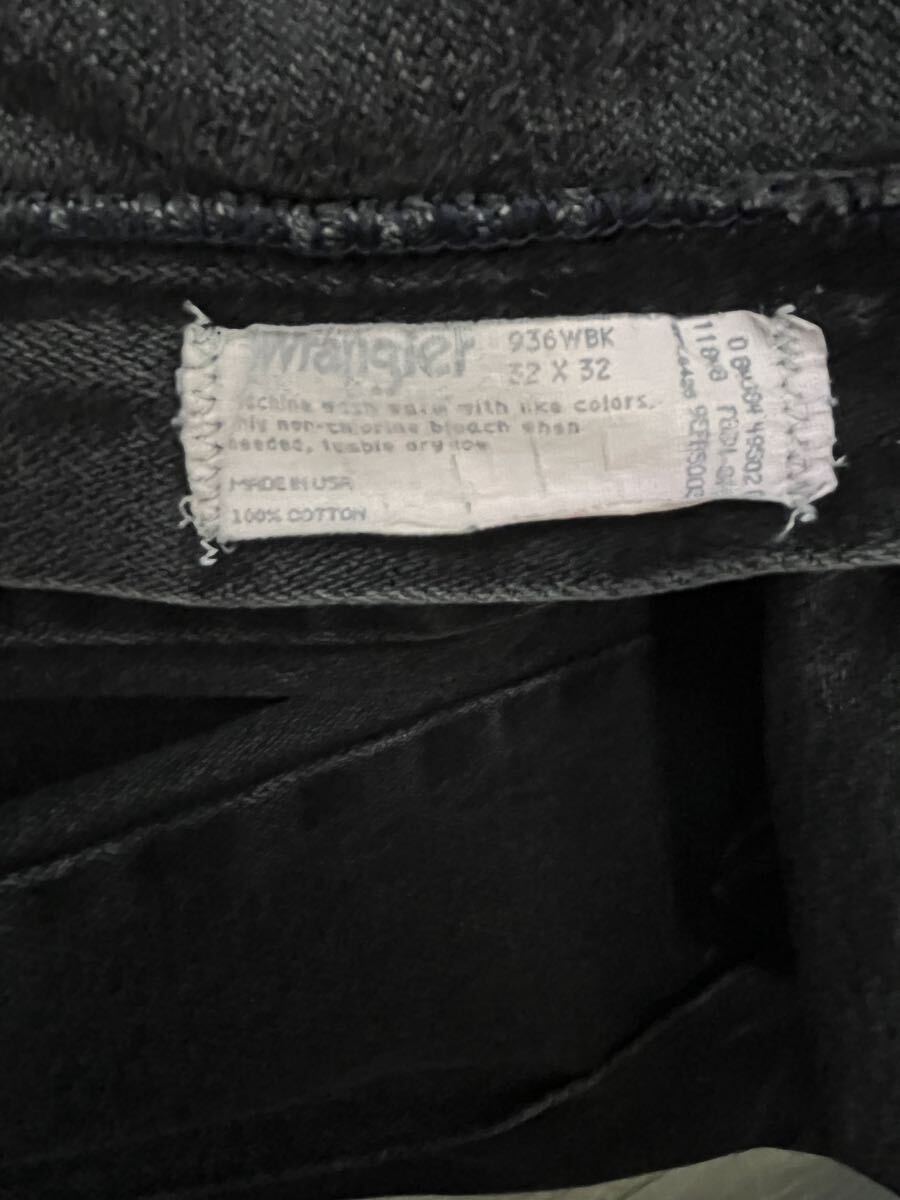 Wrangler
936WBK
32 X 32
machine wash warm with like colors.
only non-chlorine bleach when
needed, tumble dry low
MADE IN USA
100% COTTON